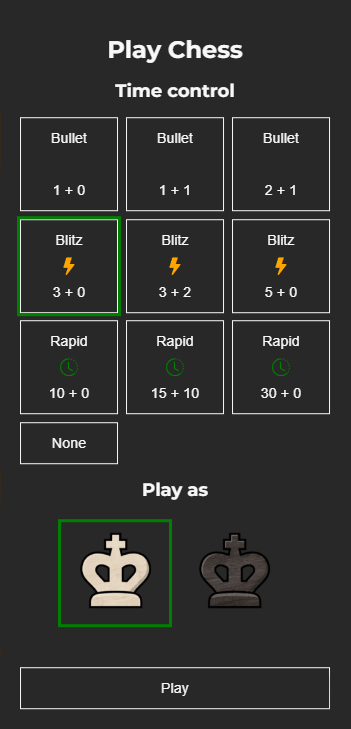 Play Chess
Time control
Bullet
1 + 0
Bullet
1 + 1
Bullet
2 + 1
Blitz
3 + 0
Blitz
3 + 2
Blitz
5 + 0
Rapid
10 + 0
Rapid
15 + 10
Rapid
30 + 0
None
Play as
Play